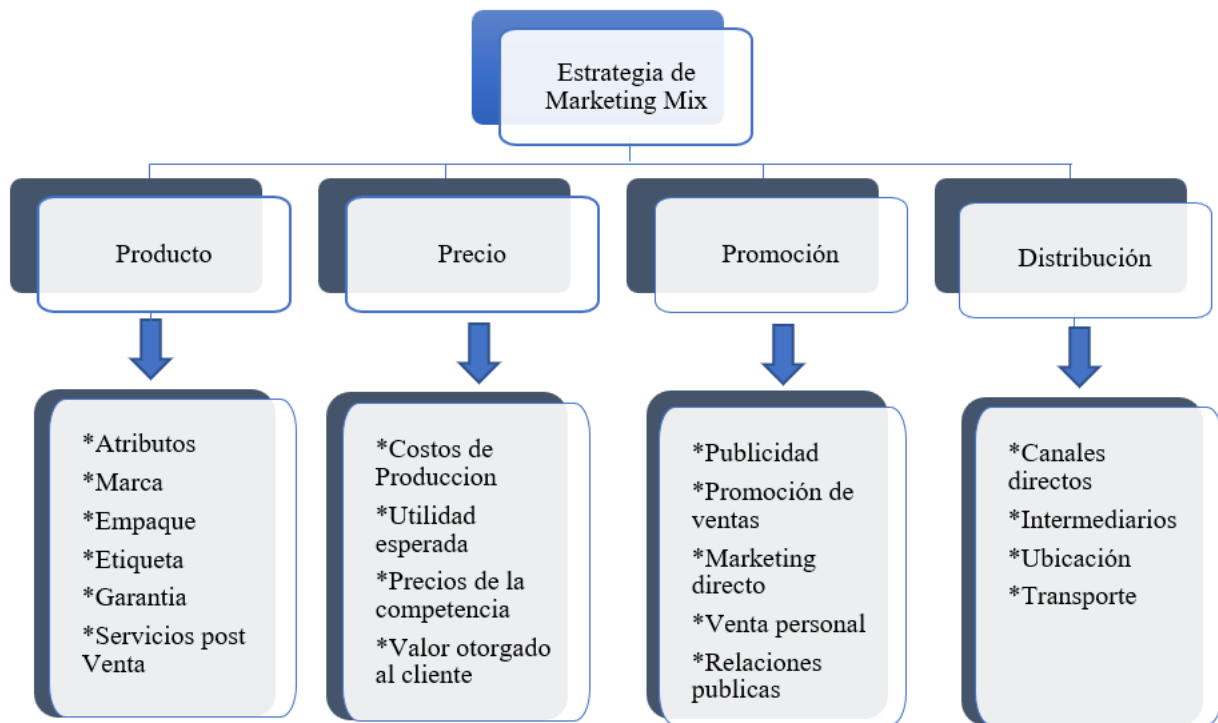 Estrategia de
Marketing Mix
Producto
Precio
Promoción
Distribución
*Atributos
*Marca
*Empaque
*Etiqueta
*Garantia
*Servicios post
Venta
*Costos de
Produccion
*Utilidad
esperada
*Precios de la
competencia
*Valor otorgado
al cliente
*Publicidad
*Promoción de
ventas
*Marketing
directo
*Venta personal
*Relaciones
publicas
*Canales
directos
*Intermediarios
*Ubicación
*Transporte